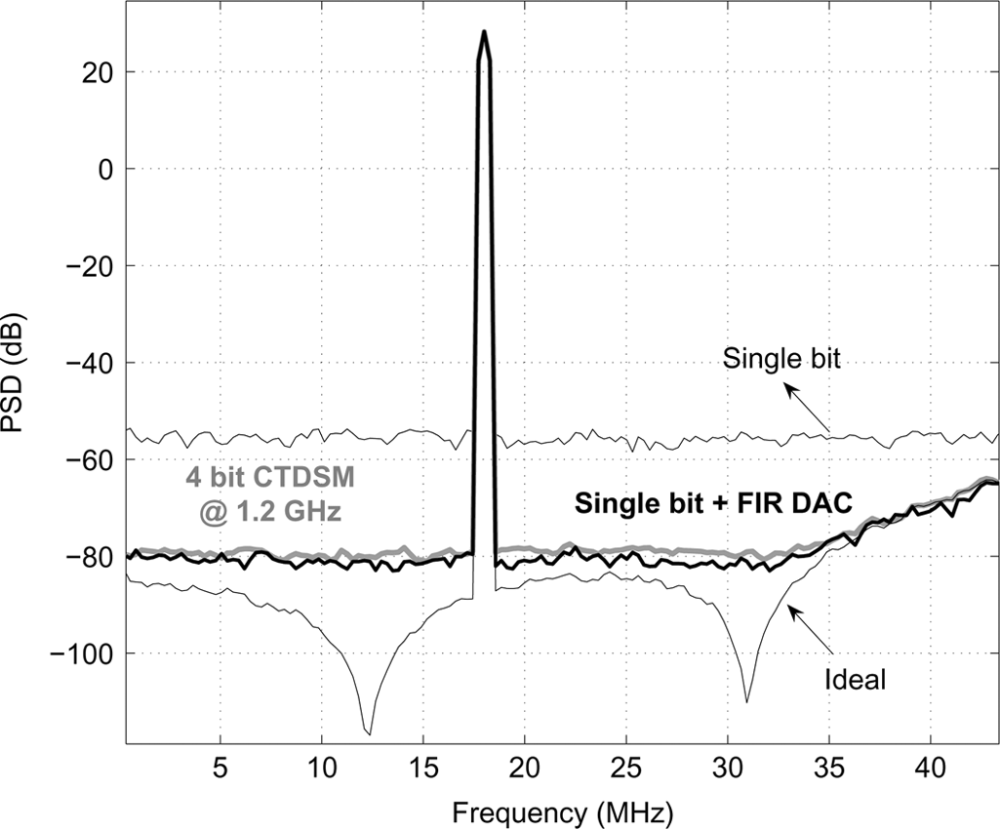 20
0
−20
−40
−60
−80
−100
PSD (dB)
Single bit
4 bit CTDSM
@ 1.2 GHz
Single bit + FIR DAC
Ideal
5 10 15 20 25 30 35 40
Frequency (MHz)